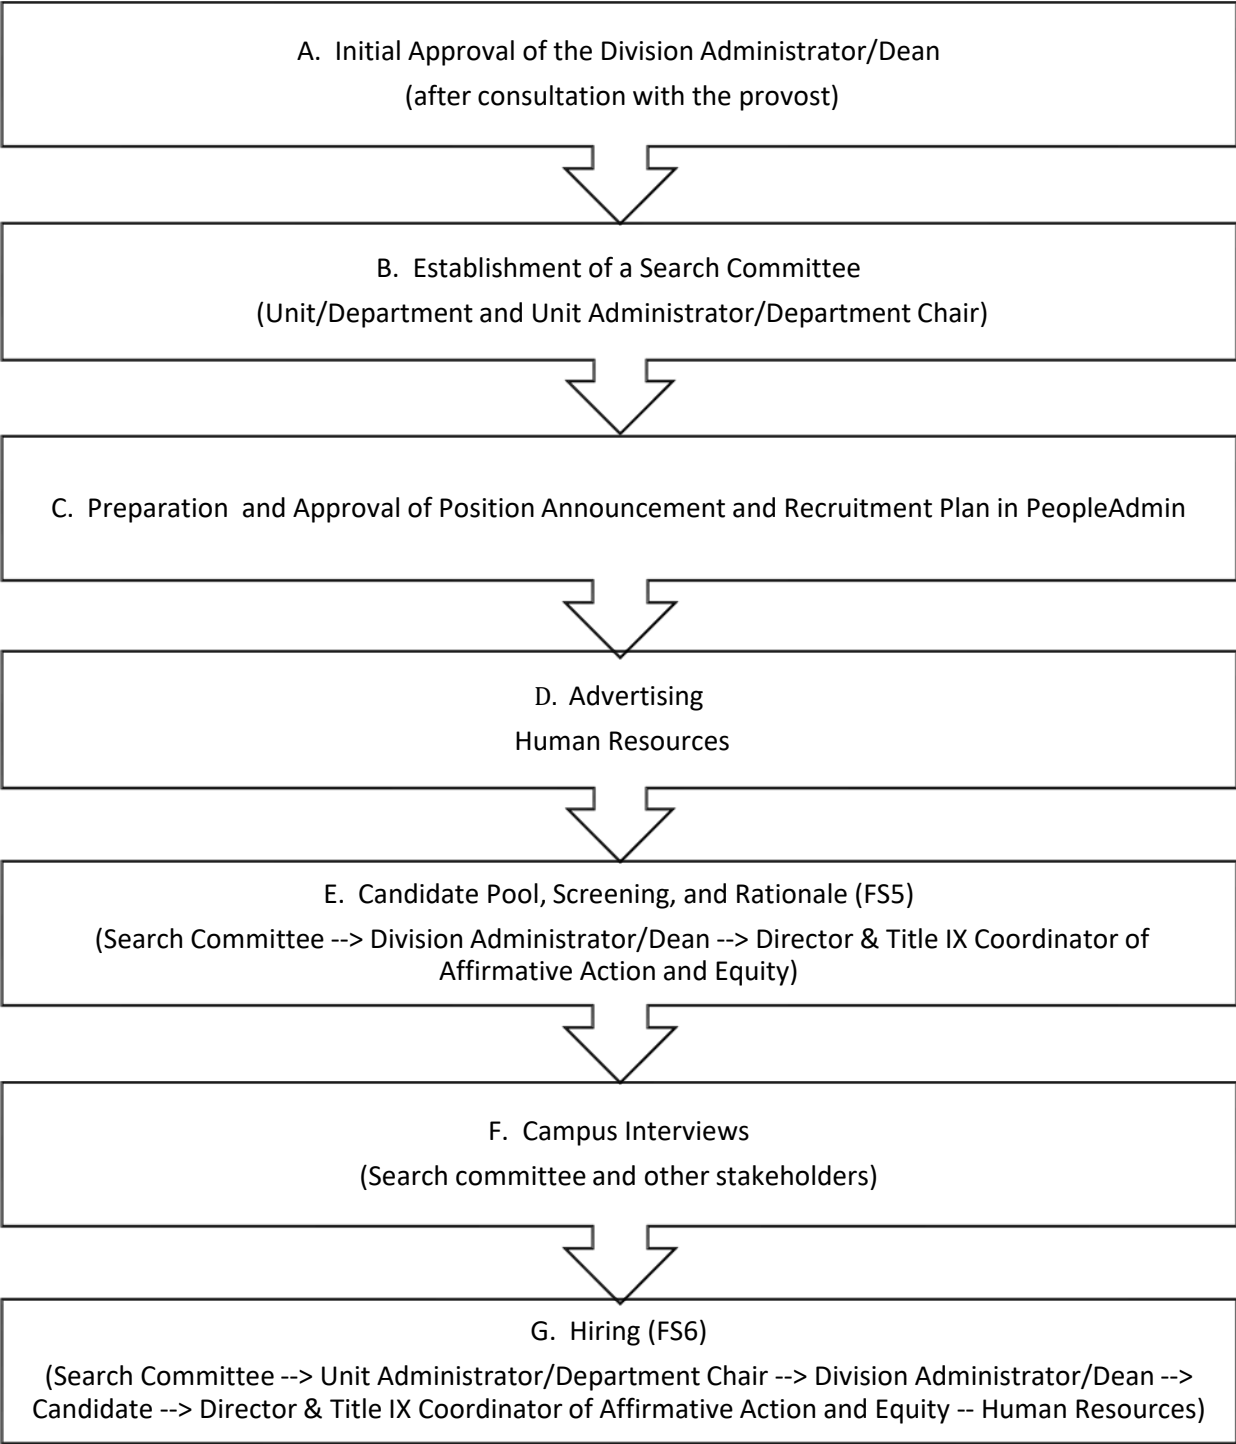 A. Initial Approval of the Division Administrator/Dean
(after consultation with the provost)
B. Establishment of a Search Committee
(Unit/Department and Unit Administrator/Department Chair)
C. Preparation and Approval of Position Announcement and Recruitment Plan in PeopleAdmin
D. Advertising
Human Resources
E. Candidate Pool, Screening, and Rationale (FS5)
(Search Committee --> Division Administrator/Dean --> Director & Title IX Coordinator of
Affirmative Action and Equity)
F. Campus Interviews
(Search committee and other stakeholders)
G. Hiring (FS6)
(Search Committee --> Unit Administrator/Department Chair --> Division Administrator/Dean -->
Candidate --> Director & Title IX Coordinator of Affirmative Action and Equity -- Human Resources)